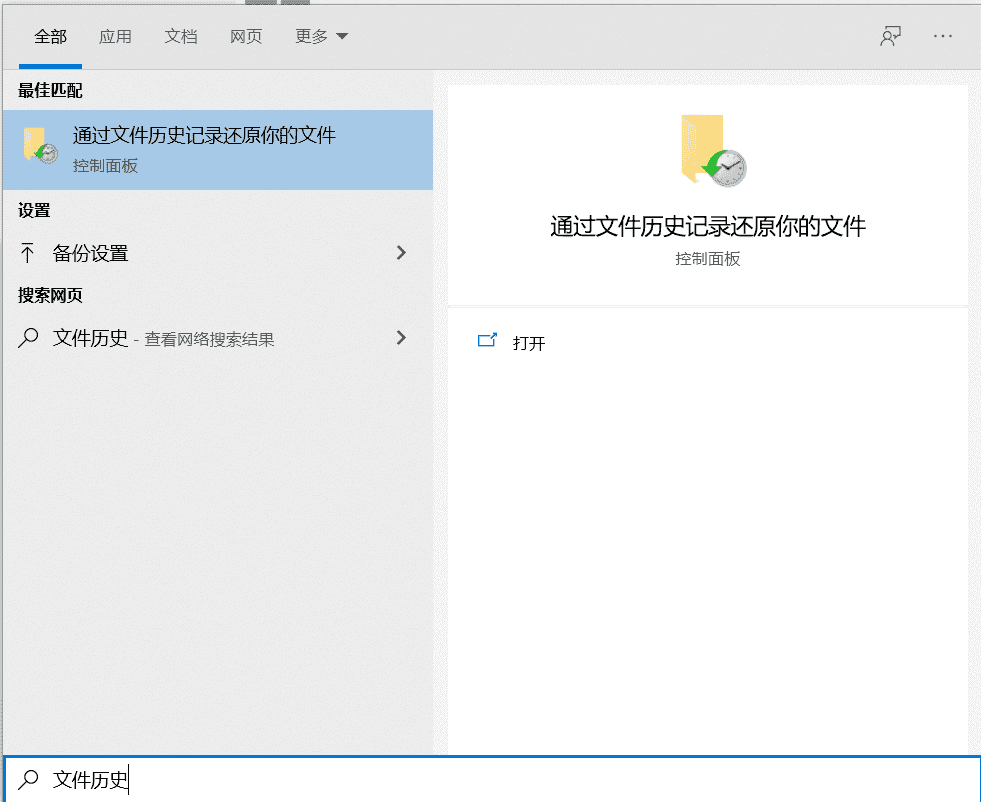 全部 应用 文档 网页 更多
最佳匹配
通过文件历史记录还原你的文件
控制面板
设置
备份设置
搜索网页
文件历史 - 查看网络搜索结果
通过文件历史记录还原你的文件
控制面板
打开
文件历史